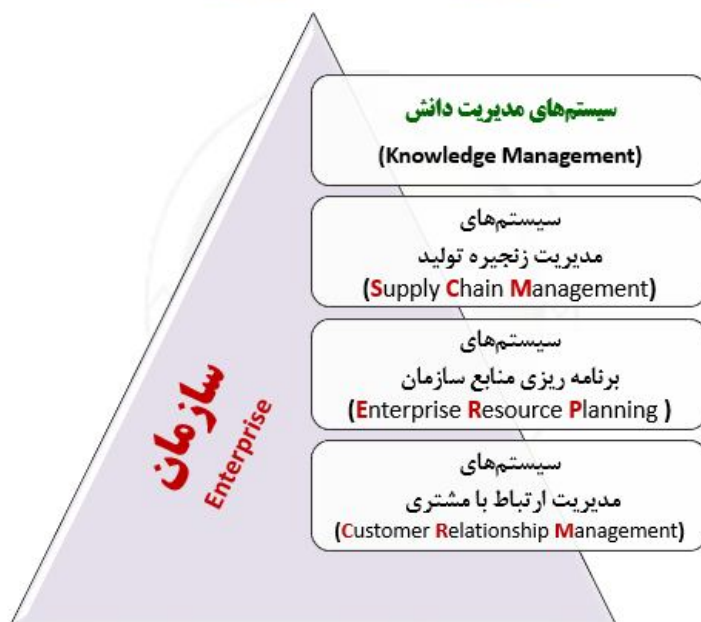 سیستم‌های مدیریت دانش
(Knowledge Management)
سیستم‌های
مدیریت زنجیره تولید
(Supply Chain Management)
سیستم‌های
برنامه ریزی منابع سازمان
(Enterprise Resource Planning )
سیستم‌های
مدیریت ارتباط با مشتری
(Customer Relationship Management)
سازمان
Enterprise